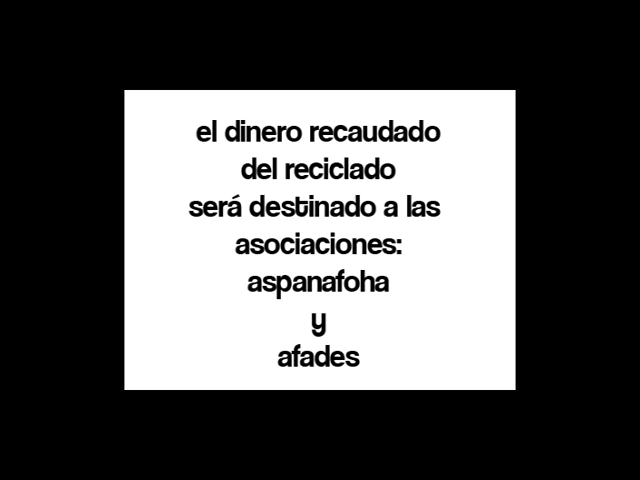 el dinero recaudado
del reciclado
será destinado a las
asociaciones:
aspanafoha
y
afades